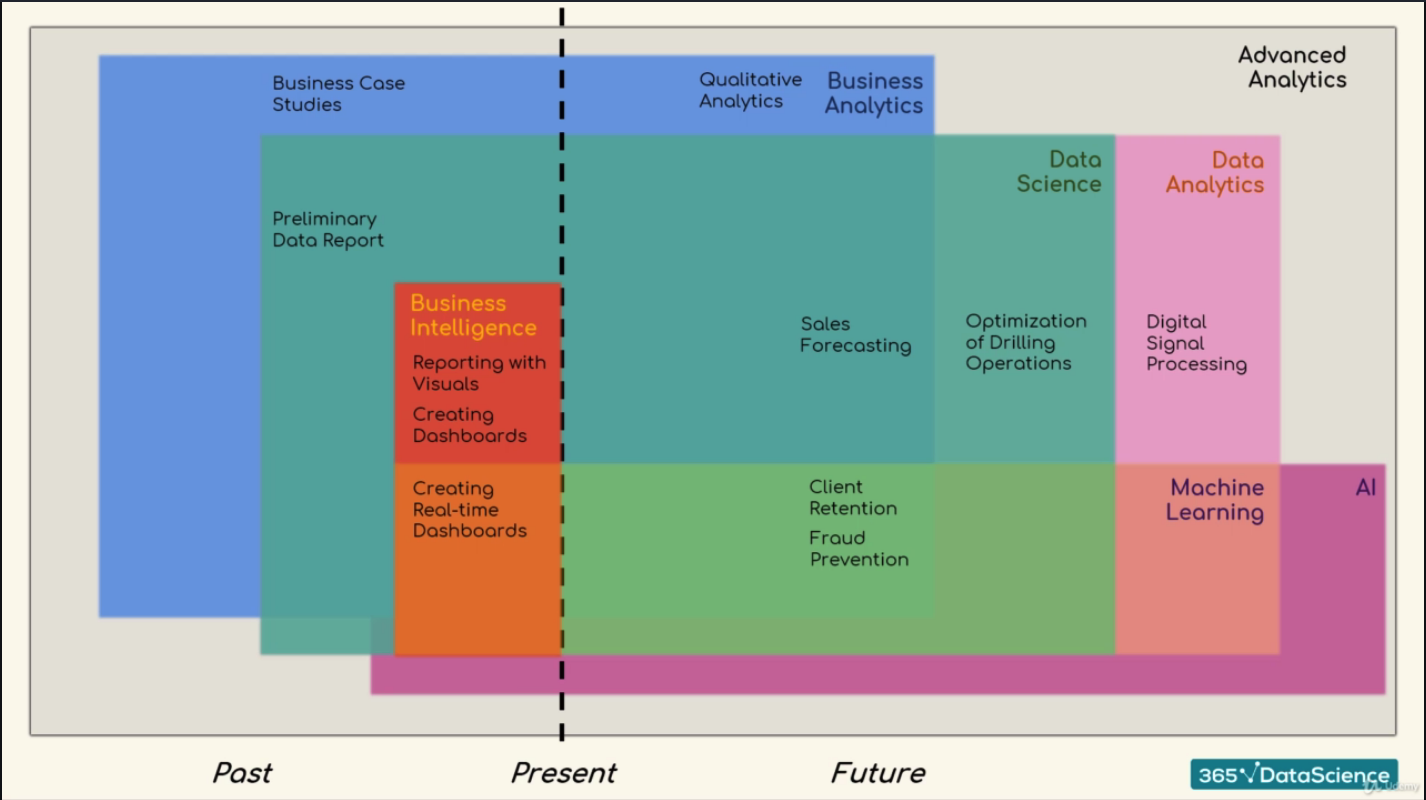 Advanced
Analytics
Business Case
Studies
Qualitative
Analytics
Business
Analytics
Data
Science
Data
Analytics
Preliminary
Data Report
Business
Intelligence
Reporting with
Visuals
Creating
Dashboards
Sales
Forecasting
Optimization
of Drilling
Operations
Digital
Signal
Processing
Creating
Real-time
Dashboards
Client
Retention
Fraud
Prevention
Machine
Learning
AI
Past
Present
Future
365 DataScience
Udemy